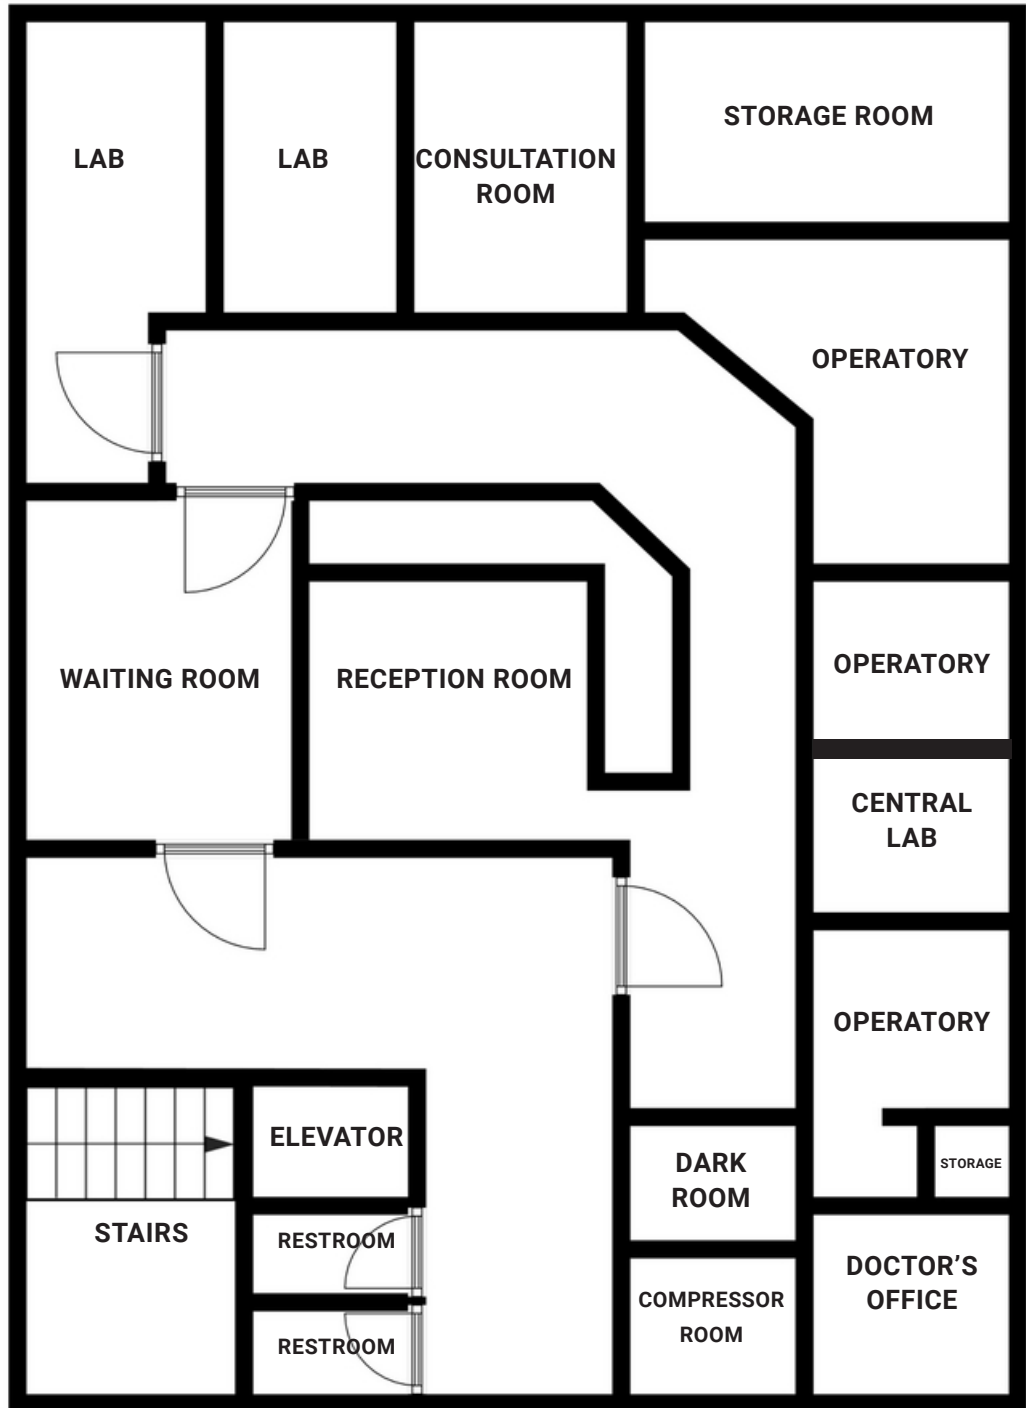 LAB
LAB
CONSULTATION
ROOM
STORAGE ROOM
OPERATORY
WAITING ROOM
RECEPTION ROOM
OPERATORY
CENTRAL
LAB
OPERATORY
ELEVATOR
DARK
ROOM
STORAGE
STAIRS
RESTROOM
DOCTOR’S
OFFICE
COMPRESSOR
ROOM
RESTROOM